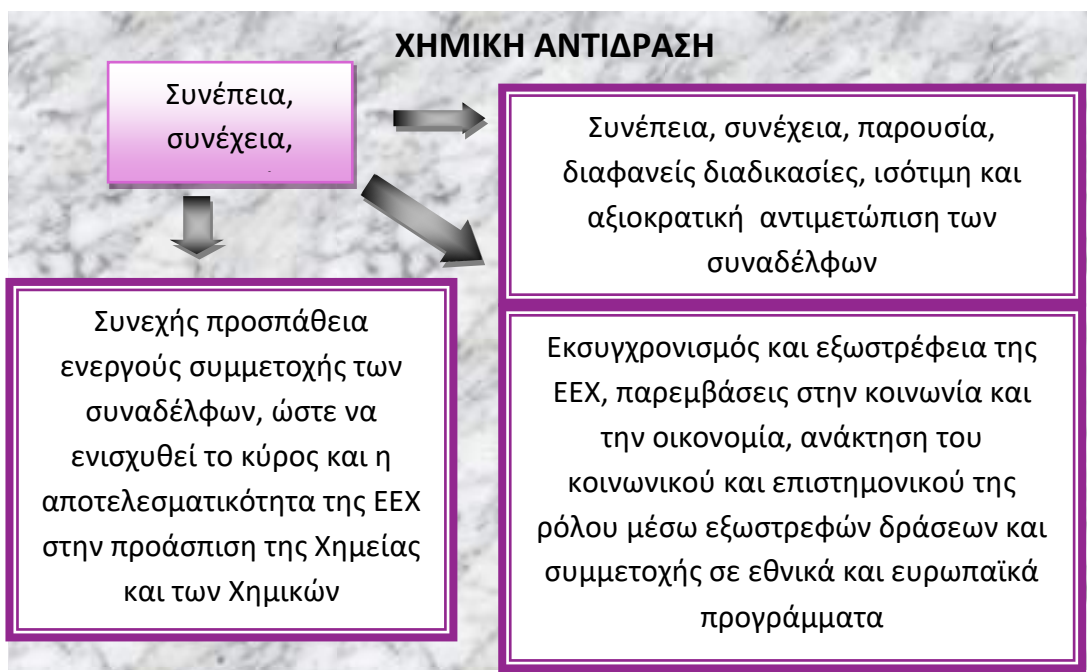 ΧΗΜΙΚΗ ΑΝΤΙΔΡΑΣΗ
Συνέπεια,
συνέχεια,
Συνέπεια, συνέχεια, παρουσία,
διαφανείς διαδικασίες, ισότιμη και
αξιοκρατική αντιμετώπιση των
συναδέλφων
Συνεχής προσπάθεια
ενεργούς συμμετοχής των
συναδέλφων, ώστε να
ενισχυθεί το κύρος και η
αποτελεσματικότητα της ΕΕΧ
στην προάσπιση της Χημείας
και των Χημικών
Εκσυγχρονισμός και εξωστρέφεια της
ΕΕΧ, παρεμβάσεις στην κοινωνία και
την οικονομία, ανάκτηση του
κοινωνικού και επιστημονικού της
ρόλου μέσω εξωστρεφών δράσεων και
συμμετοχής σε εθνικά και ευρωπαϊκά
προγράμματα